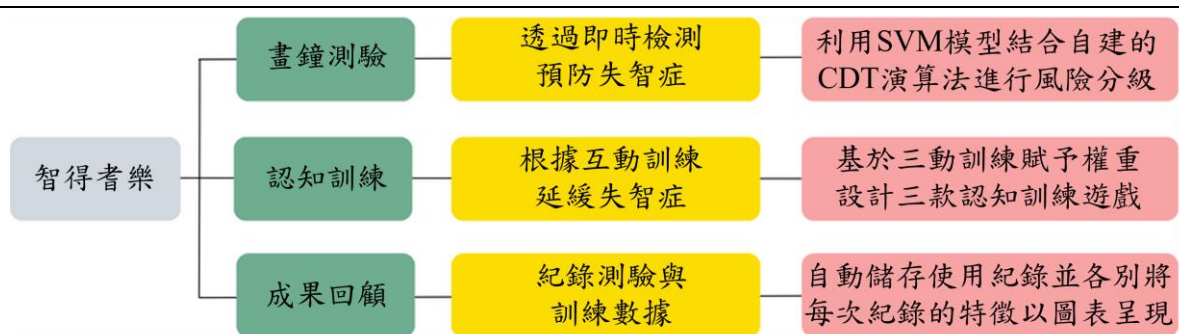 智得耆樂
畫鐘測驗
透過即時檢測
預防失智症
利用SVM模型結合自建的
CDT演算法進行風險分級
認知訓練
根據互動訓練
延緩失智症
基於三動訓練賦予權重
設計三款認知訓練遊戲
成果回顧
紀錄測驗與
訓練數據
自動儲存使用紀錄並各別將
每次紀錄的特徵以圖表呈現